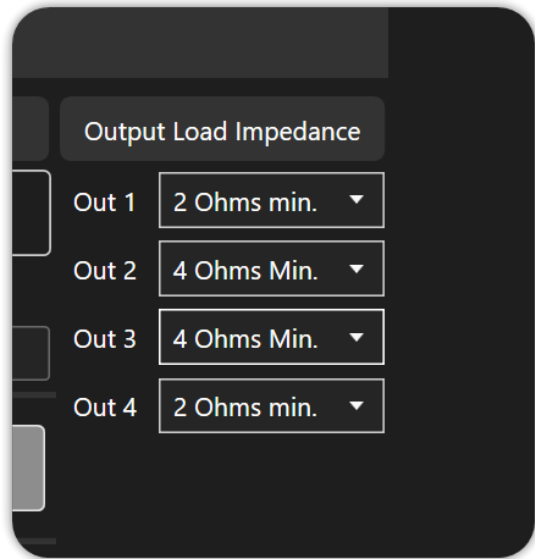 Output Load Impedance
Out 1 2 Ohms min.
Out 2 4 Ohms Min.
Out 3 4 Ohms Min.
Out 4 2 Ohms min.